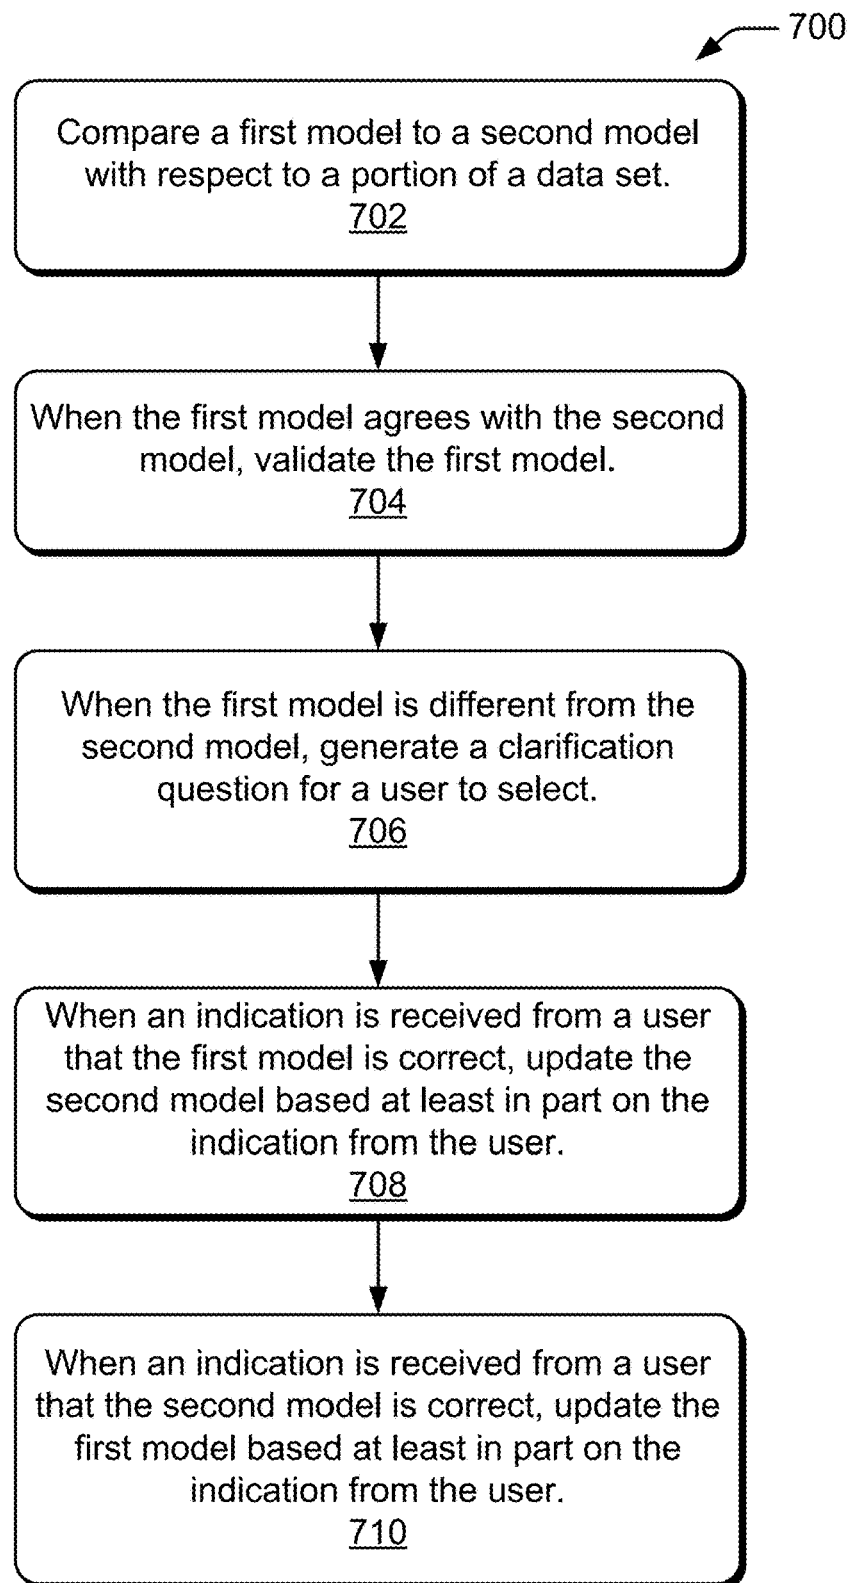 700
Compare a first model to a second model
with respect to a portion of a data set.
702
When the first model agrees with the second
model, validate the first model.
704
When the first model is different from the
second model, generate a clarification
question for a user to select.
706
When an indication is received from a user
that the first model is correct, update the
second model based at least in part on the
indication from the user.
708
When an indication is received from a user
that the second model is correct, update the
first model based at least in part on the
indication from the user.
710